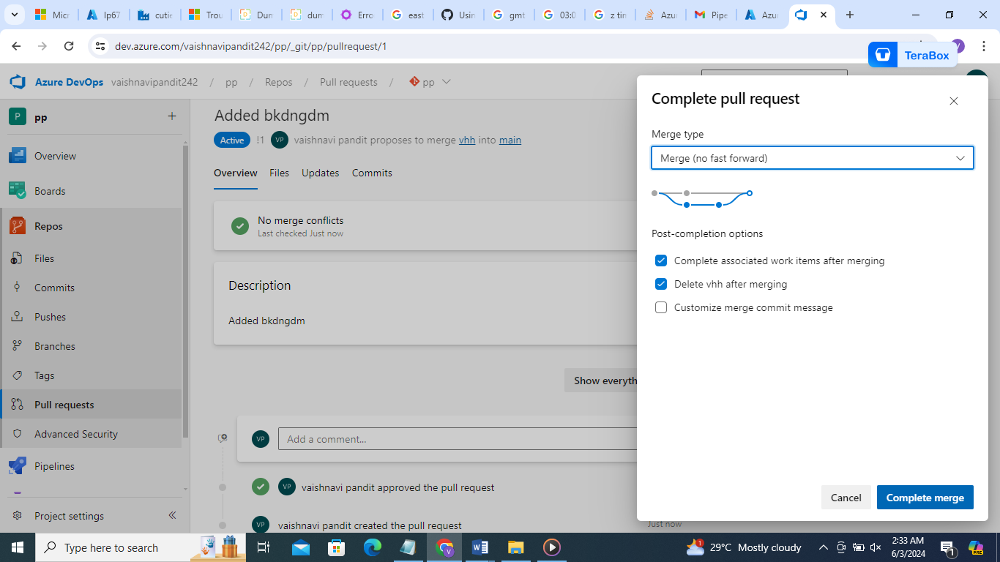 Micr
Ip67
cutie
Trou
Dun
dum
Erro
east
Usin
gmt
03:0
z tin
Azu
Pipe
Azu
dev.azure.com/vaishnavipandit242/pp/_git/pp/pullrequest/1
TeraBox
Azure DevOps vaishnavipandit242 / pp / Repos / Pull requests / pp
P pp +
Overview
Boards
Repos
Files
Commits
Pushes
Branches
Tags
Pull requests
Advanced Security
Pipelines
Project settings
Added bkdngdm
Active !1 VP vaishnavi pandit proposes to merge vhh into main
Overview Files Updates Commits
No merge conflicts
Last checked Just now
Description
Added bkdngdm
Show everyth
VP Add a comment...
VP vaishnavi pandit approved the pull request
VP vaishnavi pandit created the pull request
Just now
Complete pull request
Merge type
Merge (no fast forward)
Post-completion options
Complete associated work items after merging
Delete vhh after merging
Customize merge commit message
Cancel Complete merge
Type here to search
29°C Mostly cloudy
2:33 AM
6/3/2024
1
PRE